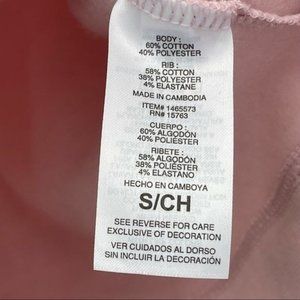 BODY :
60% COTTON
40% POLYESTER
RIB :
58% COTTON
38% POLYESTER
4% ELASTANE
MADE IN CAMBODIA
ITEM# 1465573
RN# 15763
CUERPO :
60% ALGODÓN
40% POLIÉSTER
RIBETE :
58% ALGODÓN
38% POLIÉSTER
4% ELASTANO
HECHO EN CAMBOYA
S/CH
SEE REVERSE FOR CARE
EXCLUSIVE OF DECORATION
VER CUIDADOS AL DORSO
SIN INCLUIR LA DECORACIÓN